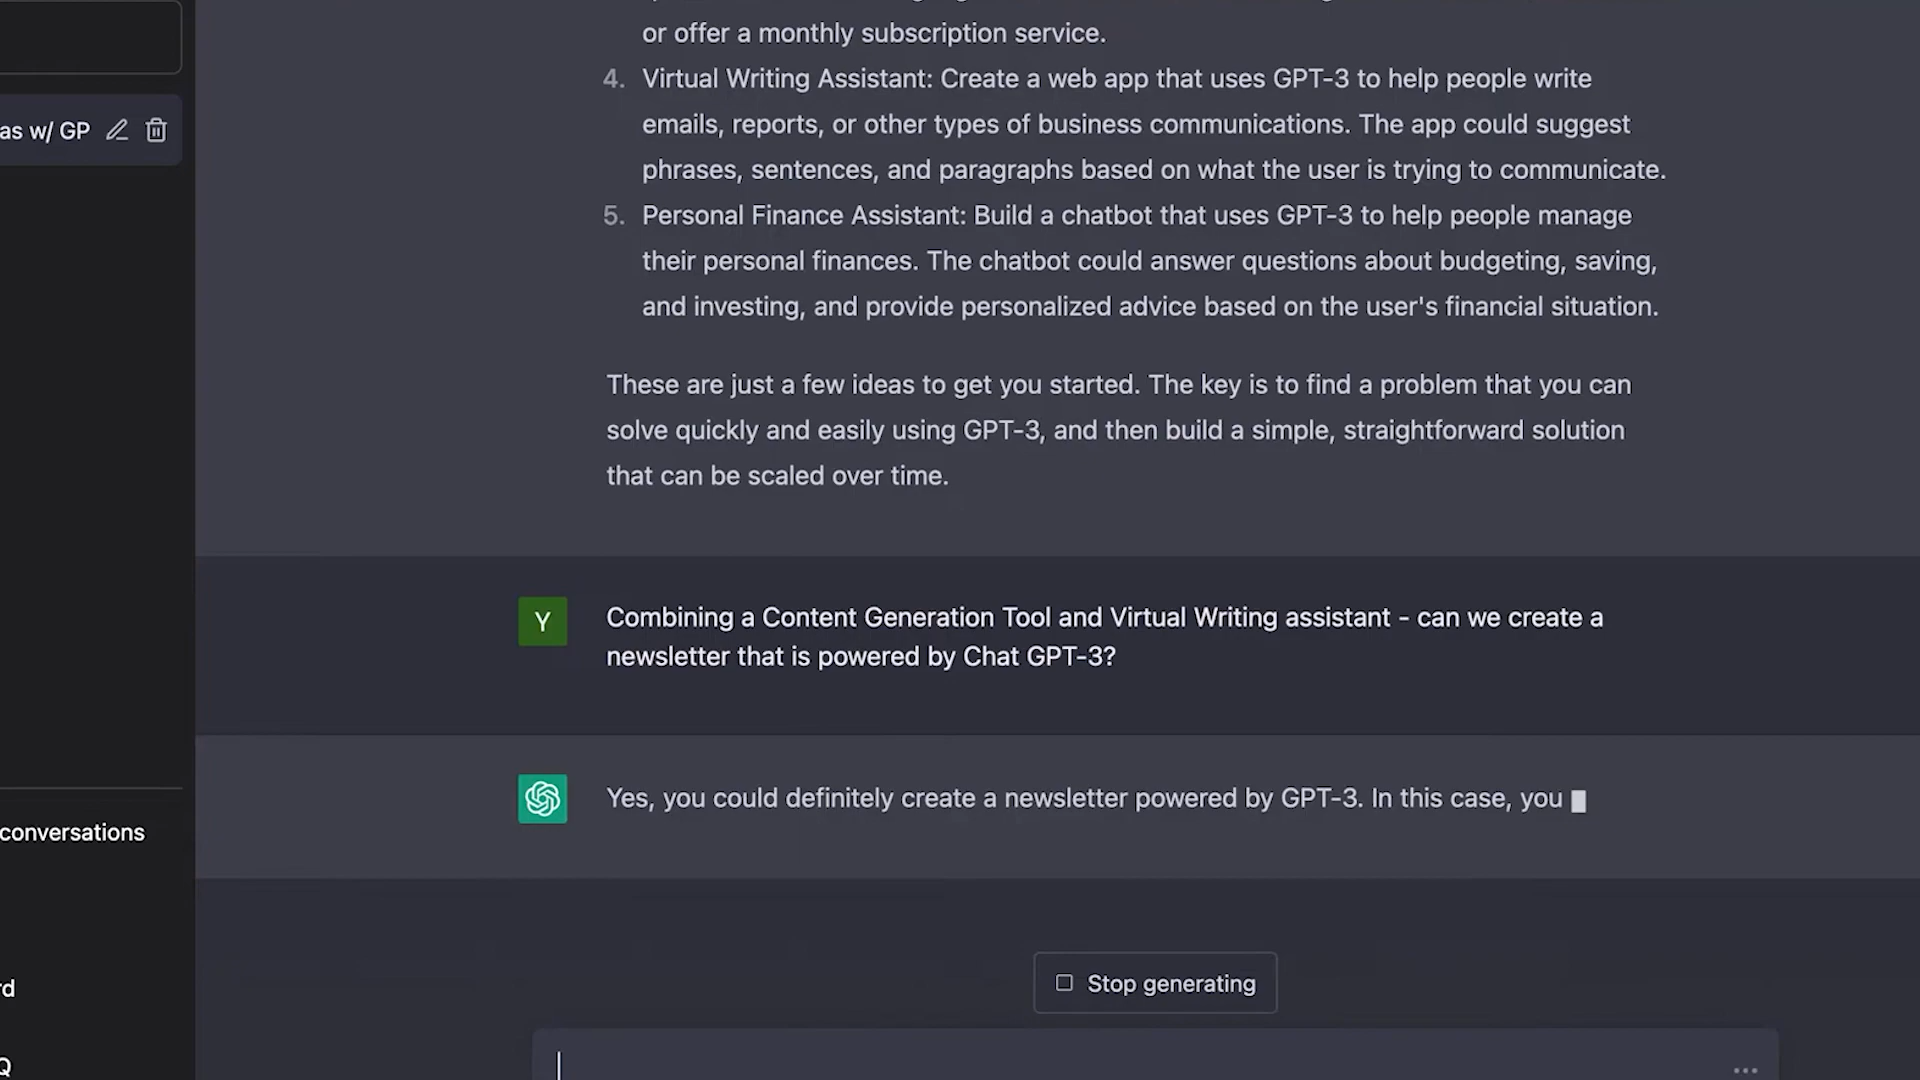 or offer a monthly subscription service.
4. Virtual Writing Assistant: Create a web app that uses GPT-3 to help people write
emails, reports, or other types of business communications. The app could suggest
phrases, sentences, and paragraphs based on what the user is trying to communicate.
as w/ GP
5. Personal Finance Assistant: Build a chatbot that uses GPT-3 to help people manage
their personal finances. The chatbot could answer questions about budgeting, saving,
and investing, and provide personalized advice based on the user's financial situation.
These are just a few ideas to get you started. The key is to find a problem that you can
solve quickly and easily using GPT-3, and then build a simple, straightforward solution
that can be scaled over time.
Y
Combining a Content Generation Tool and Virtual Writing assistant - can we create a
newsletter that is powered by Chat GPT-3?
Yes, you could definitely create a newsletter powered by GPT-3. In this case, you
conversations
Stop generating
rd
Q